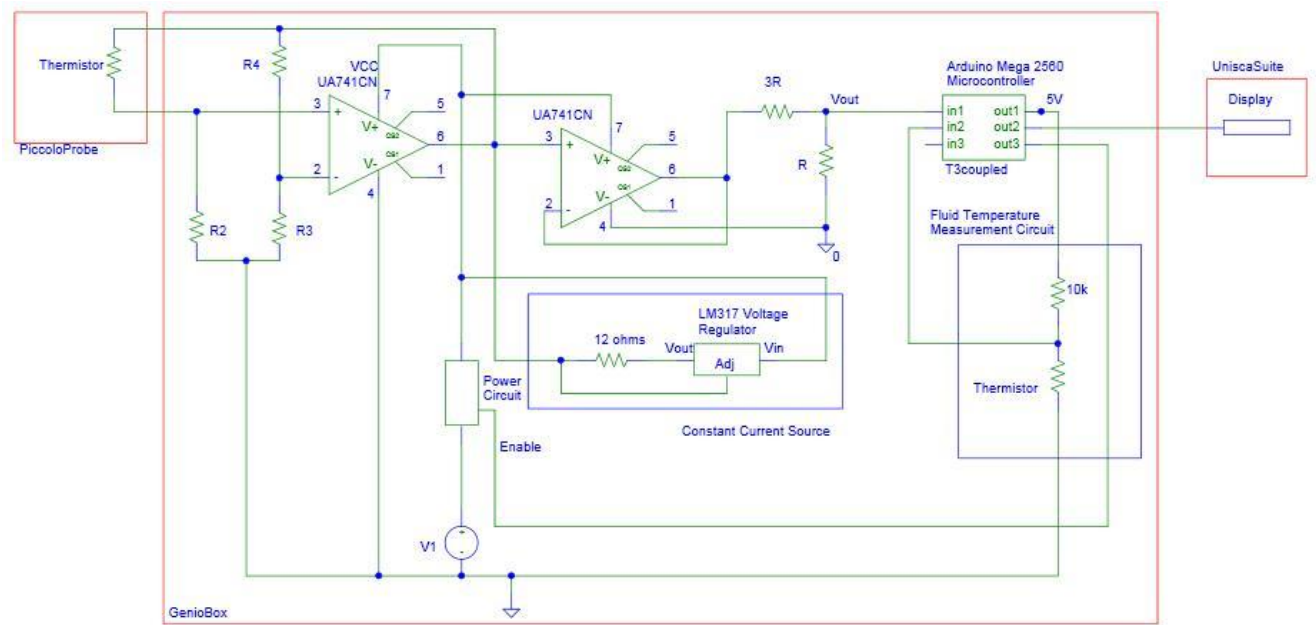 Thermistor
PiccoloProbe
R4
VCC
UA741CN
7
3
+
V+
OS2
5
6
2
-
V-
OS1
1
4
R2
R3
UA741CN
3
+
7
V+
OS2
5
6
2
-
V-
OS1
1
4
3R
Vout
R
0
Arduino Mega 2560
Microcontroller
in1
out1
5V
in2
out2
in3
out3
T3coupled
UniscaSuite
Display
Fluid Temperature
Measurement Circuit
10k
Thermistor
LM317 Voltage
Regulator
12 ohms
Vout
Vin
Adj
Constant Current Source
Power
Circuit
Enable
V1
+
-
GenioBox